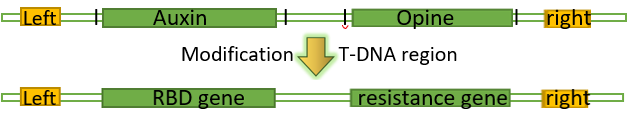 Left Auxin Opine right
Modification T-DNA region
Left RBD gene resistance gene right